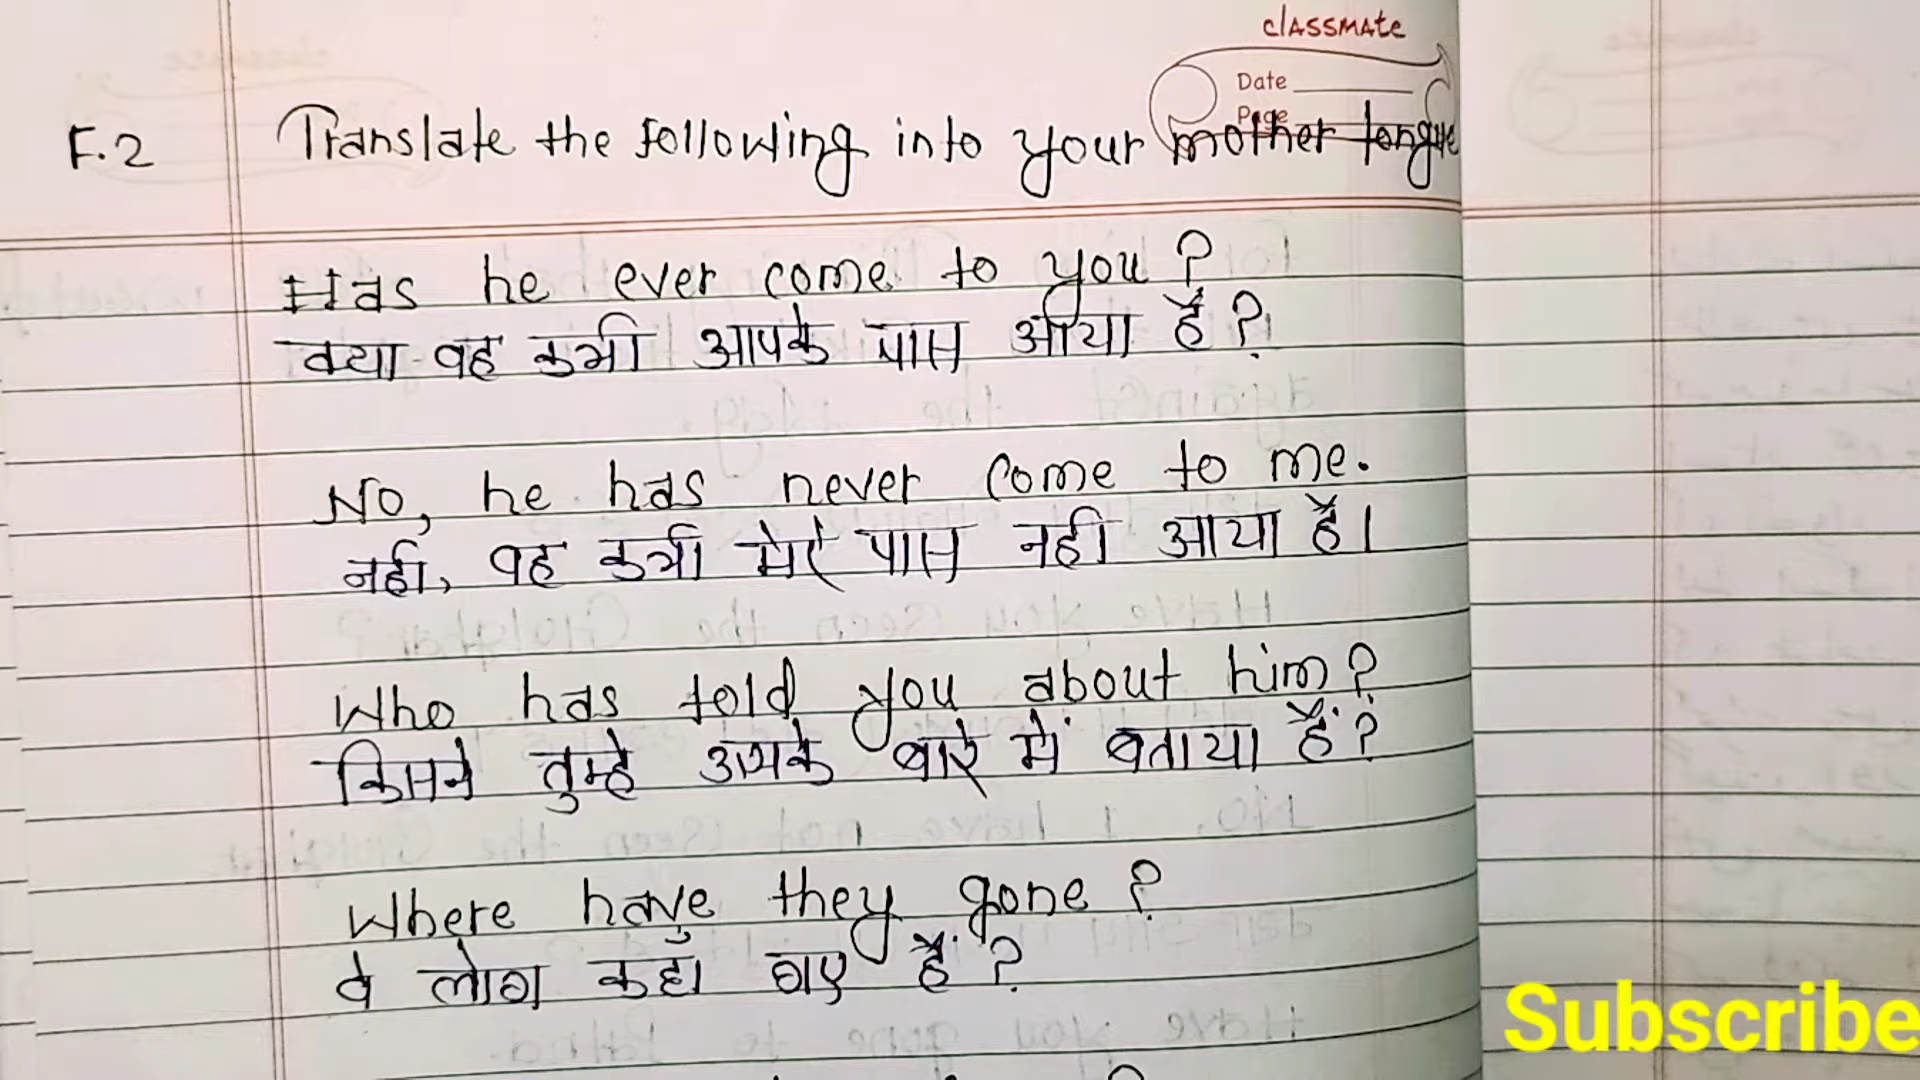 classmate
Date
Page
F.2 Translate the following into your mother tongue
Has he ever come to you?
क्या वह कभी आपके पास आया है?
No, he has never come to me.
नही, वह कभी मेरे पास नही आया है।
Who has told you about him?
किसने तुम्हे उसके बारे में बताया हैं?
Where have they gone?
वे लोग कहा गए हैं?
Subscribe